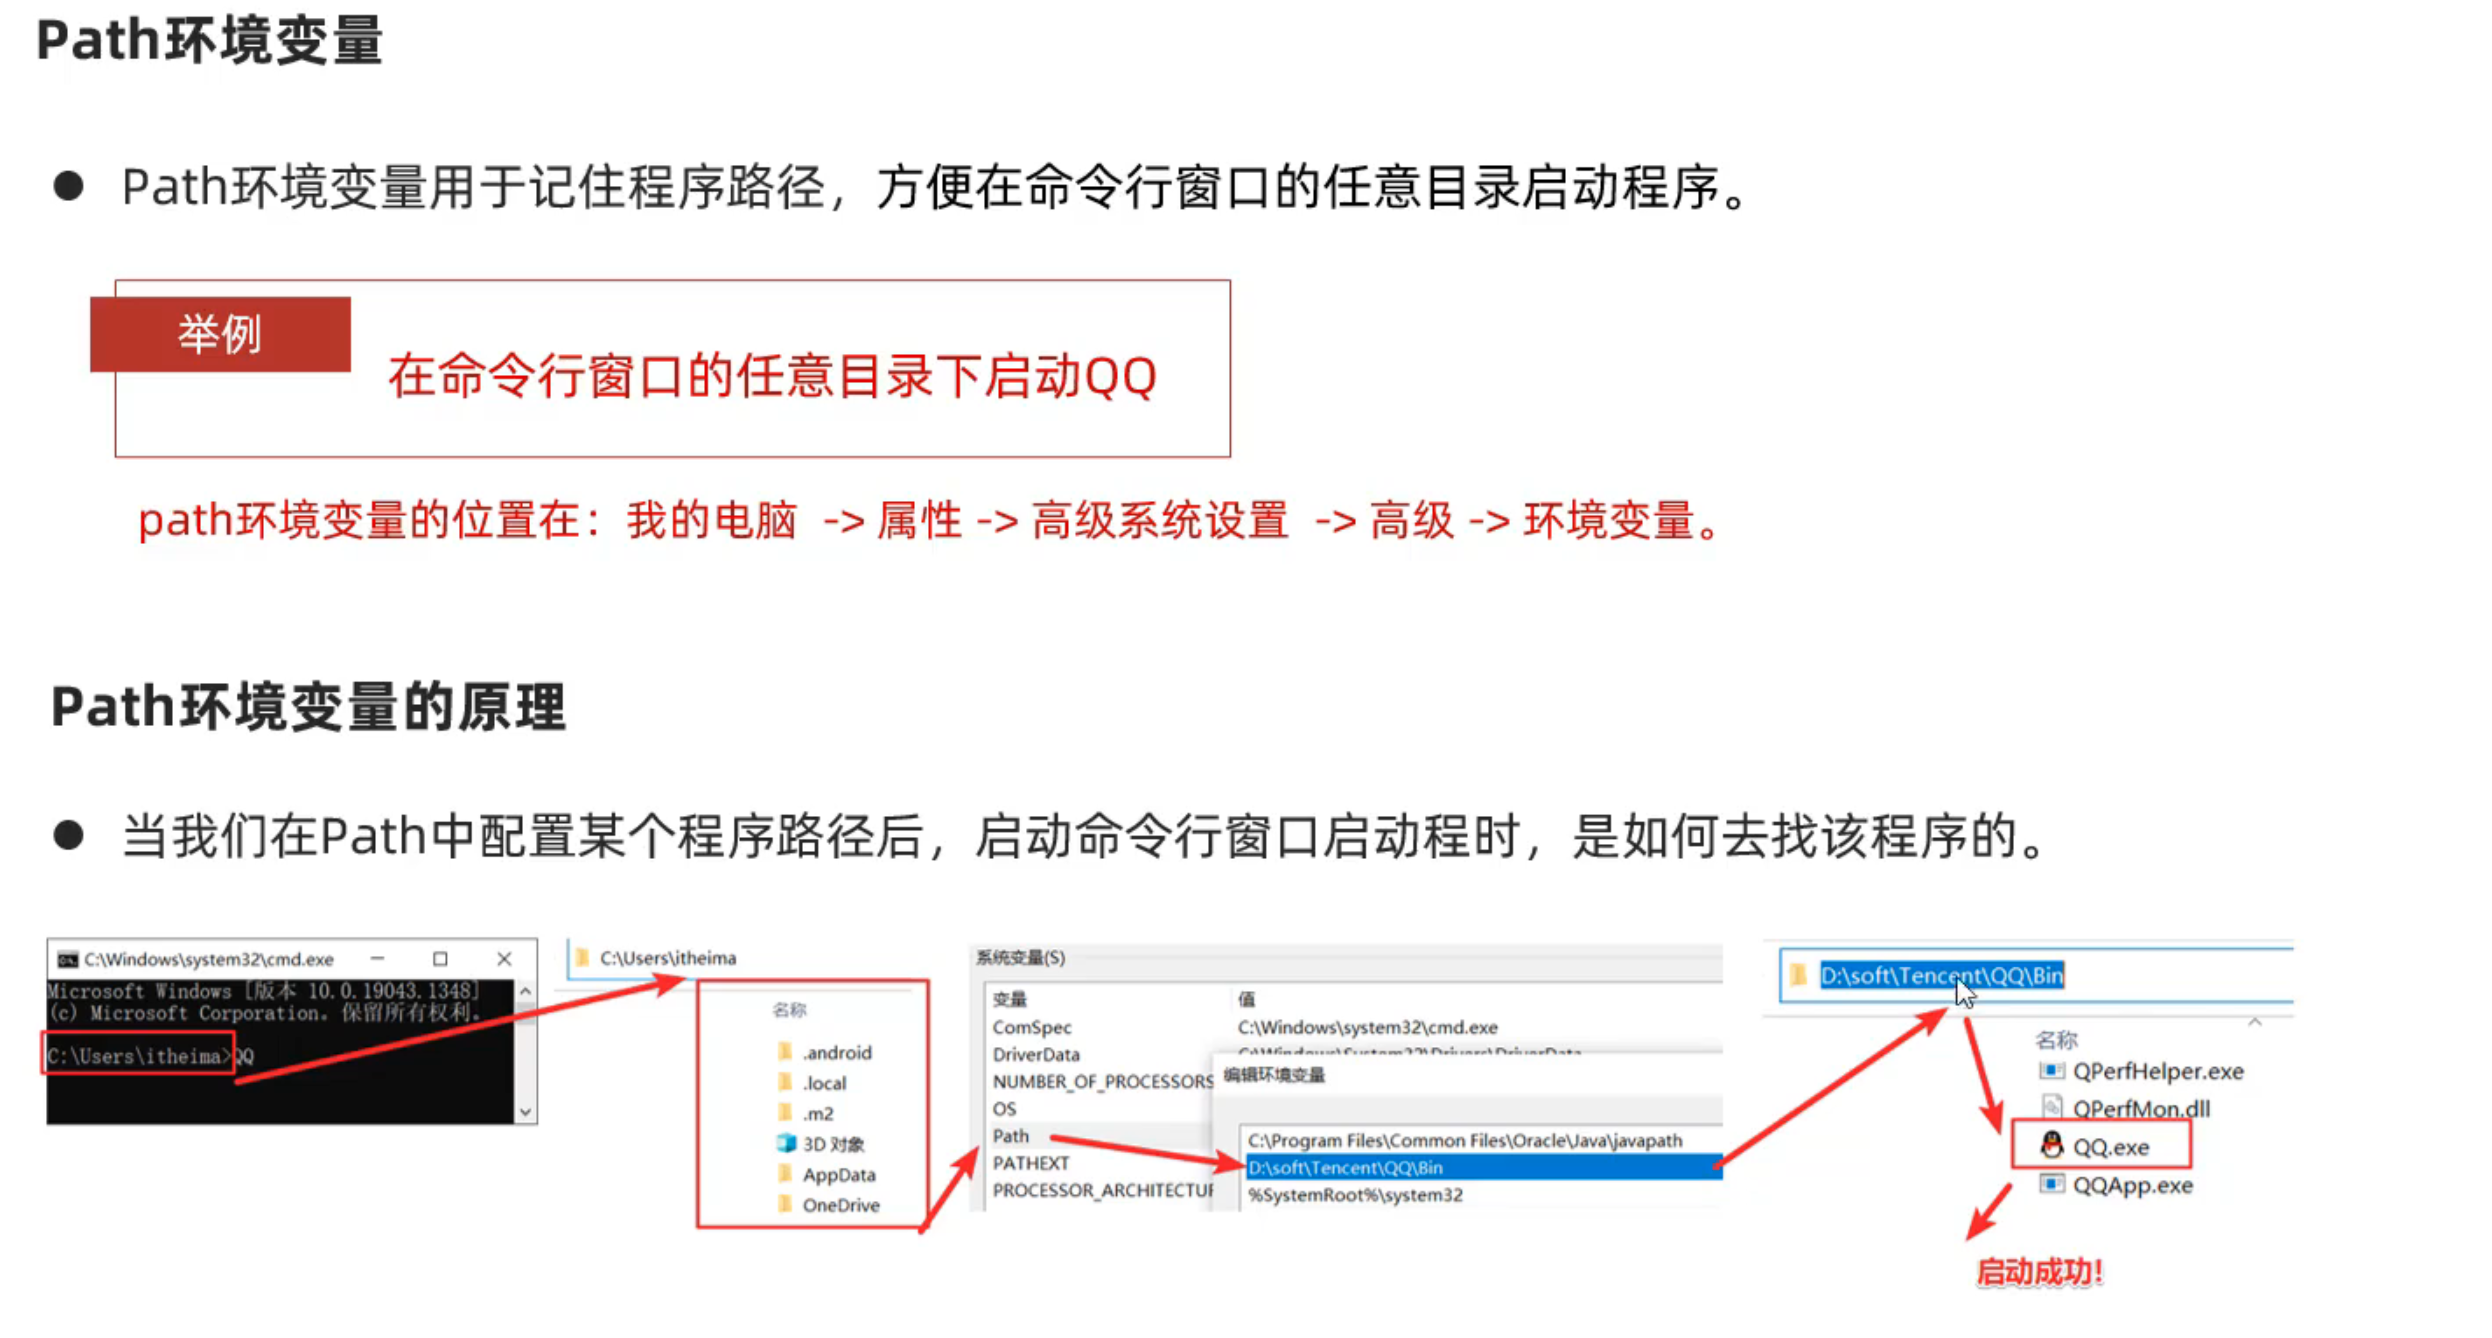 Path环境变量
● Path环境变量用于记住程序路径，方便在命令行窗口的任意目录启动程序。
举例
在命令行窗口的任意目录下启动QQ
path环境变量的位置在：我的电脑 -> 属性 -> 高级系统设置 -> 高级 -> 环境变量。
Path环境变量的原理
● 当我们在Path中配置某个程序路径后，启动命令行窗口启动程时，是如何去找该程序的。
C:\Windows\system32\cmd.exe
Microsoft Windows [版本 10.0.19043.1348]
(c) Microsoft Corporation。保留所有权利。
C:\Users\itheima>QQ
C:\Users\itheima
名称
.android
.local
.m2
3D 对象
AppData
OneDrive
系统变量(S)
变量 值
ComSpec C:\Windows\system32\cmd.exe
DriverData C:\Windows\System32\Drivers\DriverData
NUMBER_OF_PROCESSORS
OS
Path
PATHEXT
PROCESSOR_ARCHITECTUR
编辑环境变量
C:\Program Files\Common Files\Oracle\Java\javapath
D:\soft\Tencent\QQ\Bin
%SystemRoot%\system32
D:\soft\Tencent\QQ\Bin
名称
QPerfHelper.exe
QPerfMon.dll
QQ.exe
QQApp.exe
启动成功!